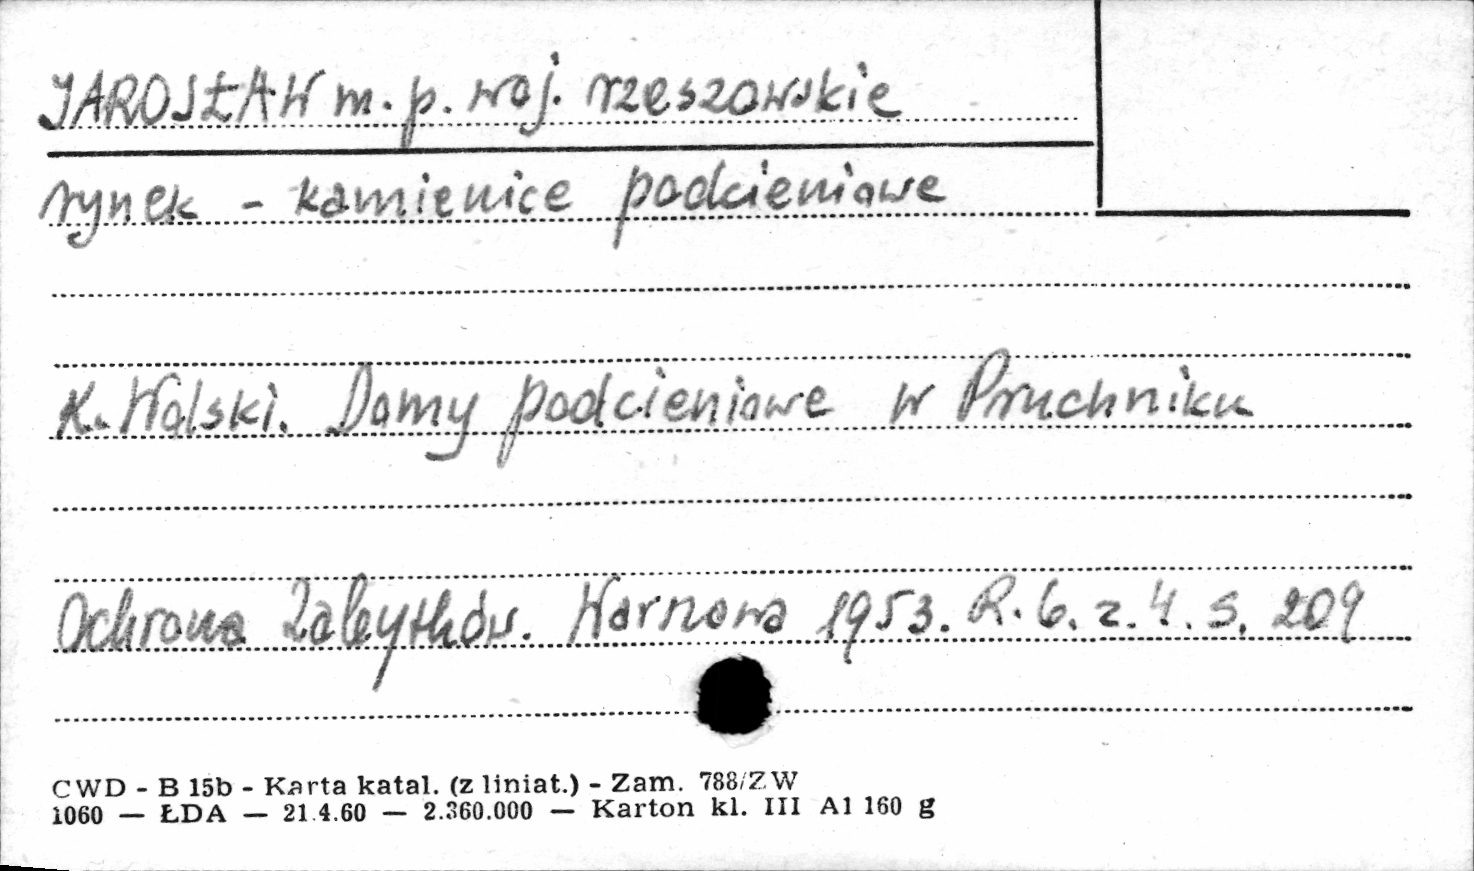 JAROSŁAW m. p. woj. rzeszowskie
rynek - kamienice podcieniowe
K. Wolski. Domy podcieniowe w Pruchniku
Ochrona Zabytków. Warszawa 1953. R. 6. z. 4. s. 209
CWD - B 15b - Karta katal. (z liniat.) - Zam. 788/ZW
1060 — ŁDA — 21.4.60 — 2.360.000 — Karton kl. III A1 160 g